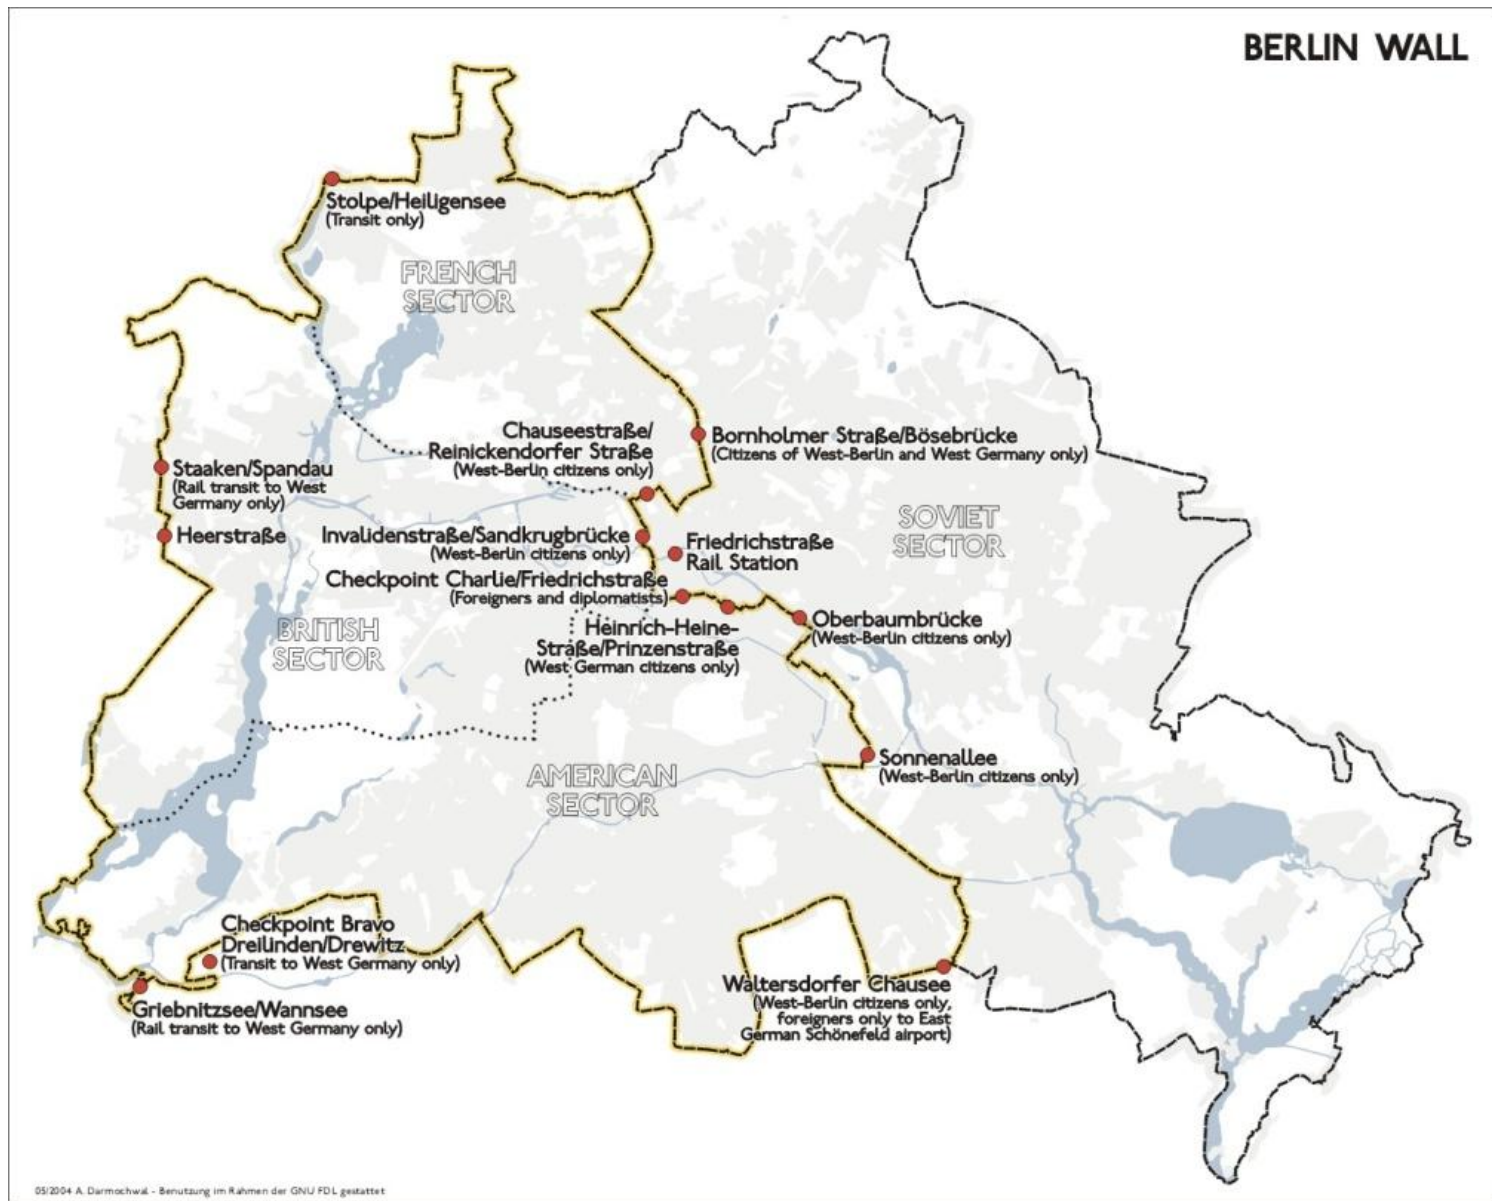 BERLIN WALL
Stolpe/Heiligensee
(Transit only)
FRENCH
SECTOR
Chauseestraße/
Reinickendorfer Straße
(West-Berlin citizens only)
Bornholmer Straße/Bösebrücke
(Citizens of West-Berlin and West Germany only)
Staaken/Spandau
(Rail transit to West
Germany only)
Heerstraße
Invalidenstraße/Sandkrugbrücke
(West-Berlin citizens only)
SOVIET
SECTOR
Friedrichstraße
Rail Station
Checkpoint Charlie/Friedrichstraße
(Foreigners and diplomatists)
BRITISH
SECTOR
Heinrich-Heine-
Straße/Prinzenstraße
(West German citizens only)
Oberbaumbrücke
(West-Berlin citizens only)
AMERICAN
SECTOR
Sonnenallee
(West-Berlin citizens only)
Checkpoint Bravo
Dreilinden/Drewitz
(Transit to West Germany only)
Griebnitzsee/Wannsee
(Rail transit to West Germany only)
Waltersdorfer Chausee
(West-Berlin citizens only,
foreigners only to East
German Schönefeld airport)
05/2004 A. Darmochwal - Benutzung im Rahmen der GNU FDL gestattet